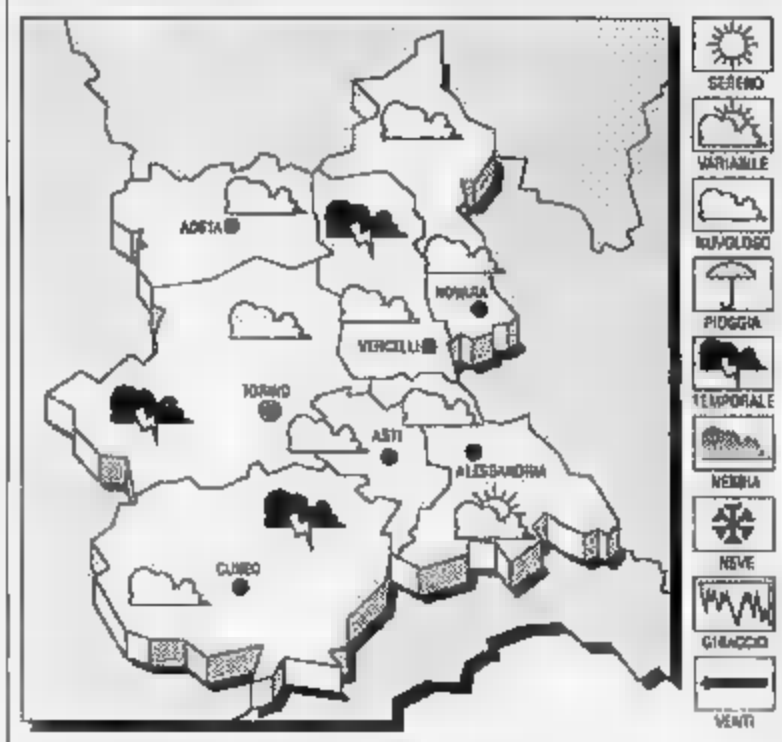 AOSTA
NOVARA
VERCELLI
TORINO
ASTI
ALESSANDRIA
CUNEO
SERENO
VARIABILE
NUVOLOSO
PIOGGIA
TEMPORALE
NEBBIA
NEVE
GHIACCIO
VENTI